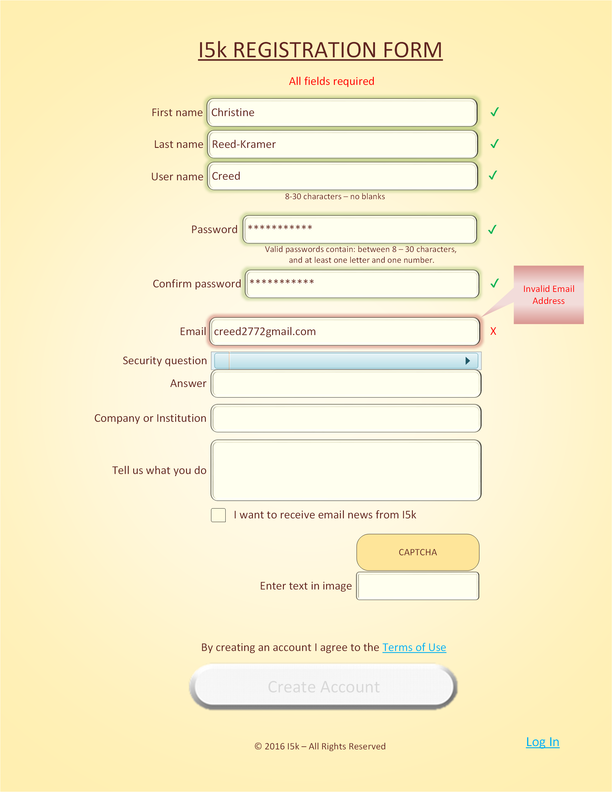 I5k REGISTRATION FORM
All fields required
First name Christine ✓
Last name Reed-Kramer ✓
User name Creed ✓
8-30 characters – no blanks
Password *********** ✓
Valid passwords contain: between 8 – 30 characters,
and at least one letter and one number.
Confirm password *********** ✓
Invalid Email
Address
Email creed2772gmail.com X
Security question
Answer
Company or Institution
Tell us what you do
I want to receive email news from I5k
CAPTCHA
Enter text in image
By creating an account I agree to the Terms of Use
Create Account
© 2016 I5k – All Rights Reserved
Log In